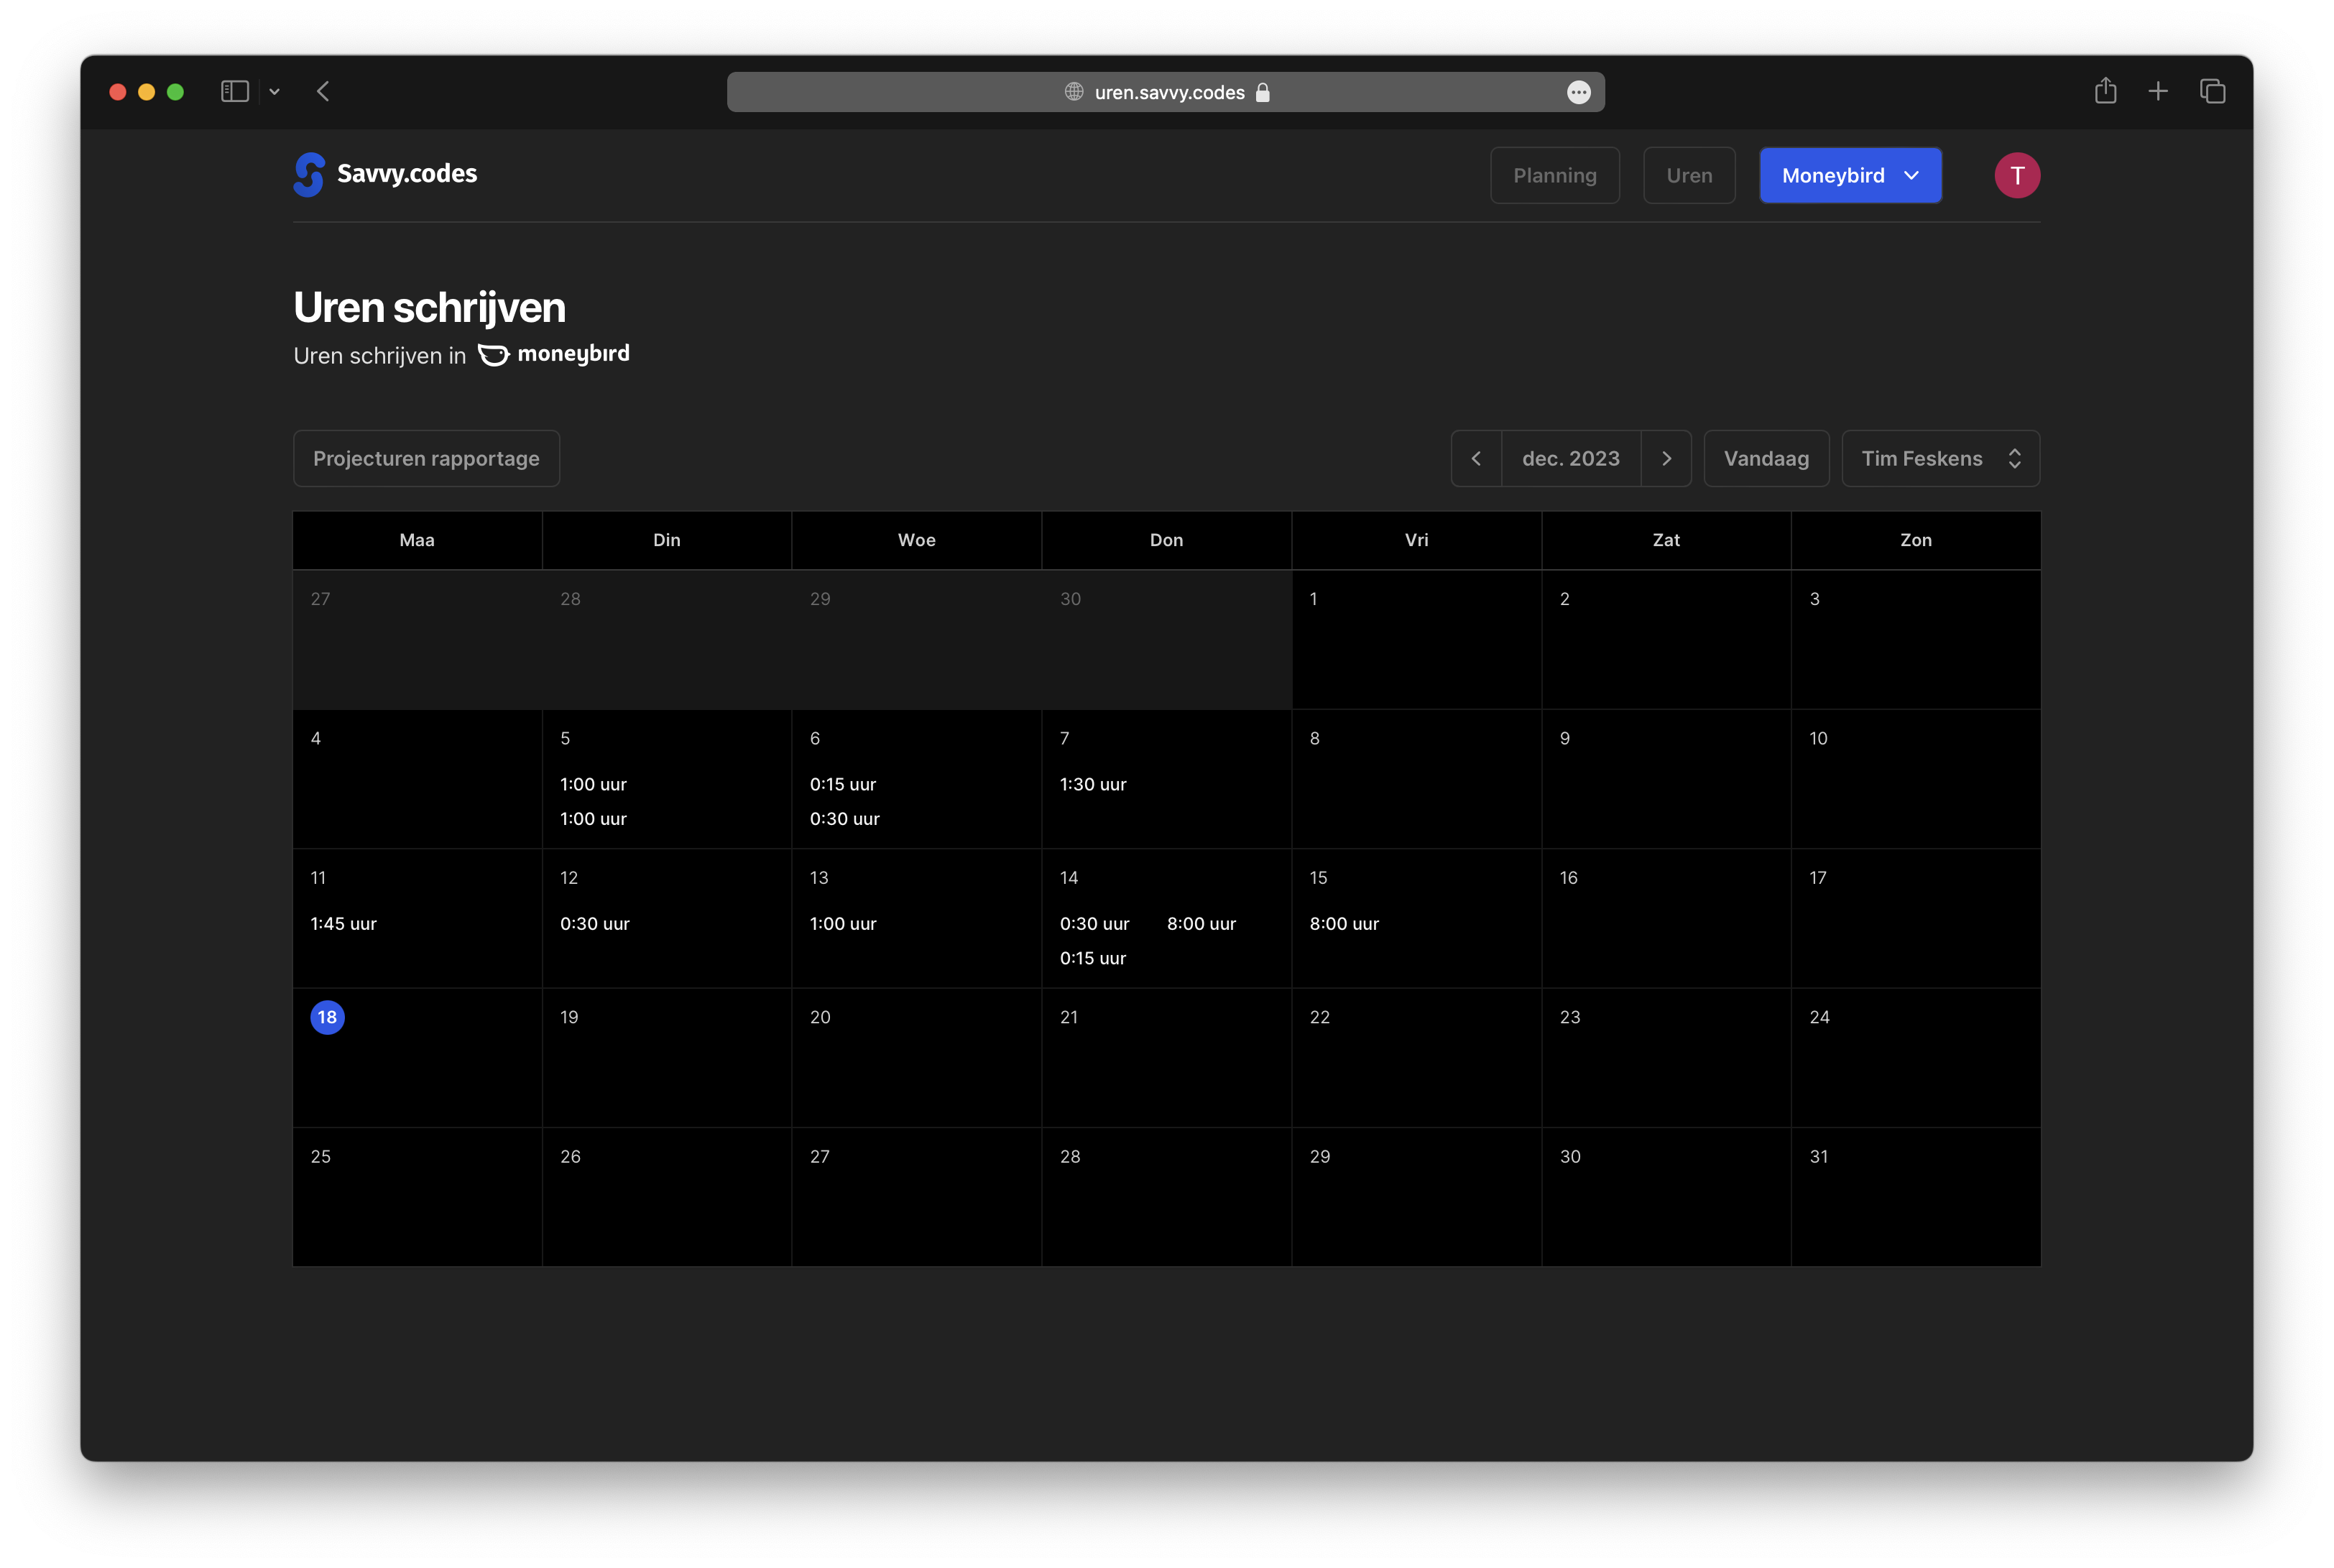 uren.savvy.codes
Savvy.codes
Planning
Uren
Moneybird
T
Uren schrijven
Uren schrijven in moneybird
Projecturen rapportage
dec. 2023
Vandaag
Tim Feskens
Maa Din Woe Don Vri Zat Zon
27 28 29 30 1 2 3
4 5 6 7 8 9 10
1:00 uur 0:15 uur 1:30 uur
1:00 uur 0:30 uur
11 12 13 14 15 16 17
1:45 uur 0:30 uur 1:00 uur 0:30 uur 8:00 uur 8:00 uur
0:15 uur
18 19 20 21 22 23 24
25 26 27 28 29 30 31